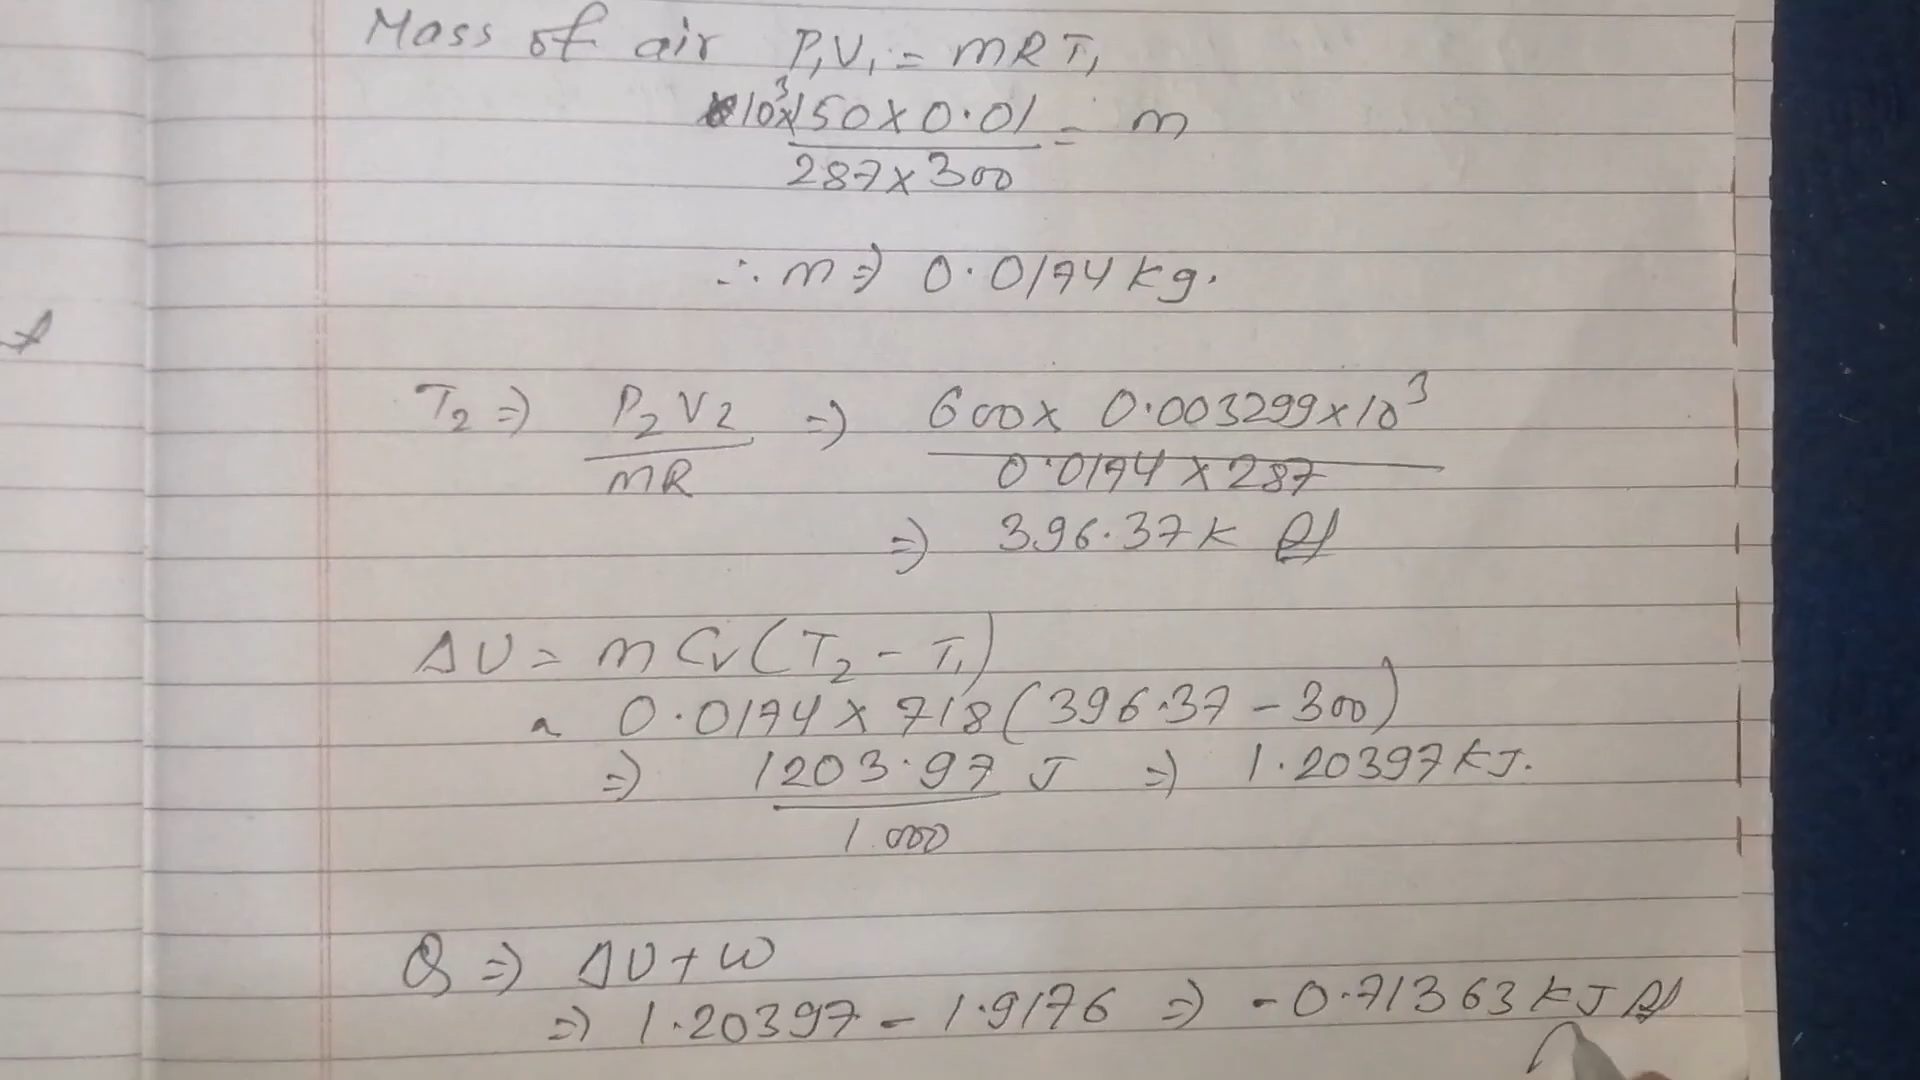 Mass of air P₁V₁ = mRT₁
10³×150×0.01 = m
287×300
∴ m ⇒ 0.0174 kg.
T₂ ⇒ P₂V₂ ⇒ 600× 0.003299×10³
mR 0.0174 × 287
⇒ 396.37 K
ΔU = m Cv (T₂ - T₁)
= 0.0174 × 718 (396.37 - 300)
⇒ 1203.97 J ⇒ 1.20397 KJ.
1000
Q ⇒ ΔU + W
⇒ 1.20397 - 1.9176 ⇒ -0.71363 KJ